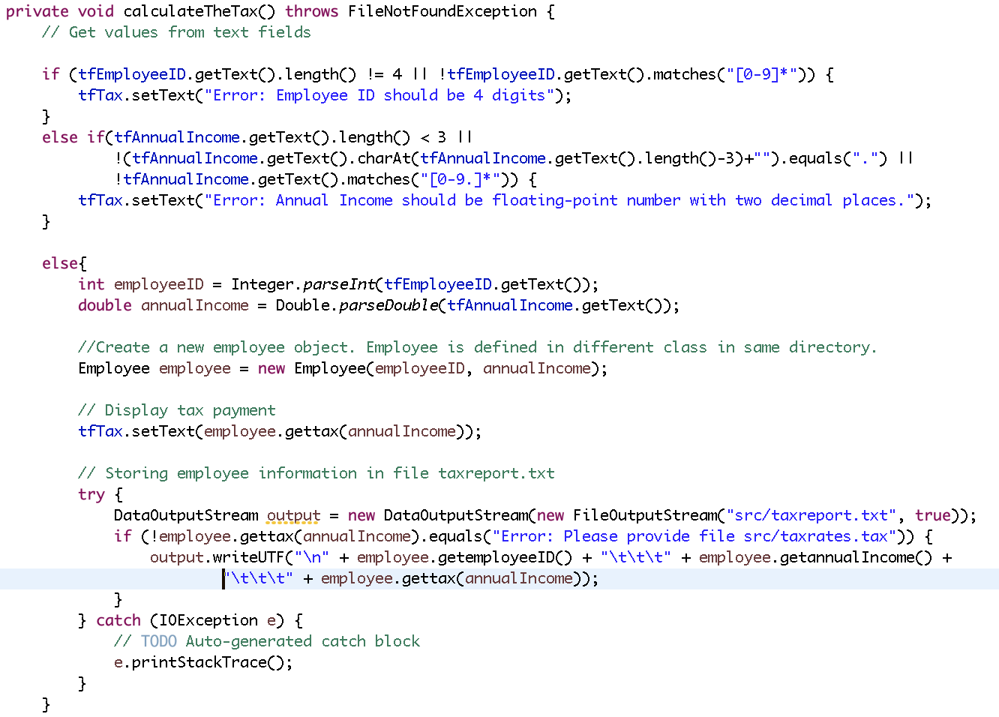 private void calculateTheTax() throws FileNotFoundException {
// Get values from text fields
if (tfEmployeeID.getText().length() != 4 || !tfEmployeeID.getText().matches("[0-9]*")) {
tfTax.setText("Error: Employee ID should be 4 digits");
}
else if(tfAnnualIncome.getText().length() < 3 ||
!(tfAnnualIncome.getText().charAt(tfAnnualIncome.getText().length()-3)+"").equals(".") ||
!tfAnnualIncome.getText().matches("[0-9.]*")) {
tfTax.setText("Error: Annual Income should be floating-point number with two decimal places.");
}
else{
int employeeID = Integer.parseInt(tfEmployeeID.getText());
double annualIncome = Double.parseDouble(tfAnnualIncome.getText());
//Create a new employee object. Employee is defined in different class in same directory.
Employee employee = new Employee(employeeID, annualIncome);
// Display tax payment
tfTax.setText(employee.gettax(annualIncome));
// Storing employee information in file taxreport.txt
try {
DataOutputStream output = new DataOutputStream(new FileOutputStream("src/taxreport.txt", true));
if (!employee.gettax(annualIncome).equals("Error: Please provide file src/taxrates.tax")) {
output.writeUTF("\n" + employee.getemployeeID() + "\t\t\t" + employee.getannualIncome() +
"\t\t\t" + employee.gettax(annualIncome));
}
} catch (IOException e) {
// TODO Auto-generated catch block
e.printStackTrace();
}
}